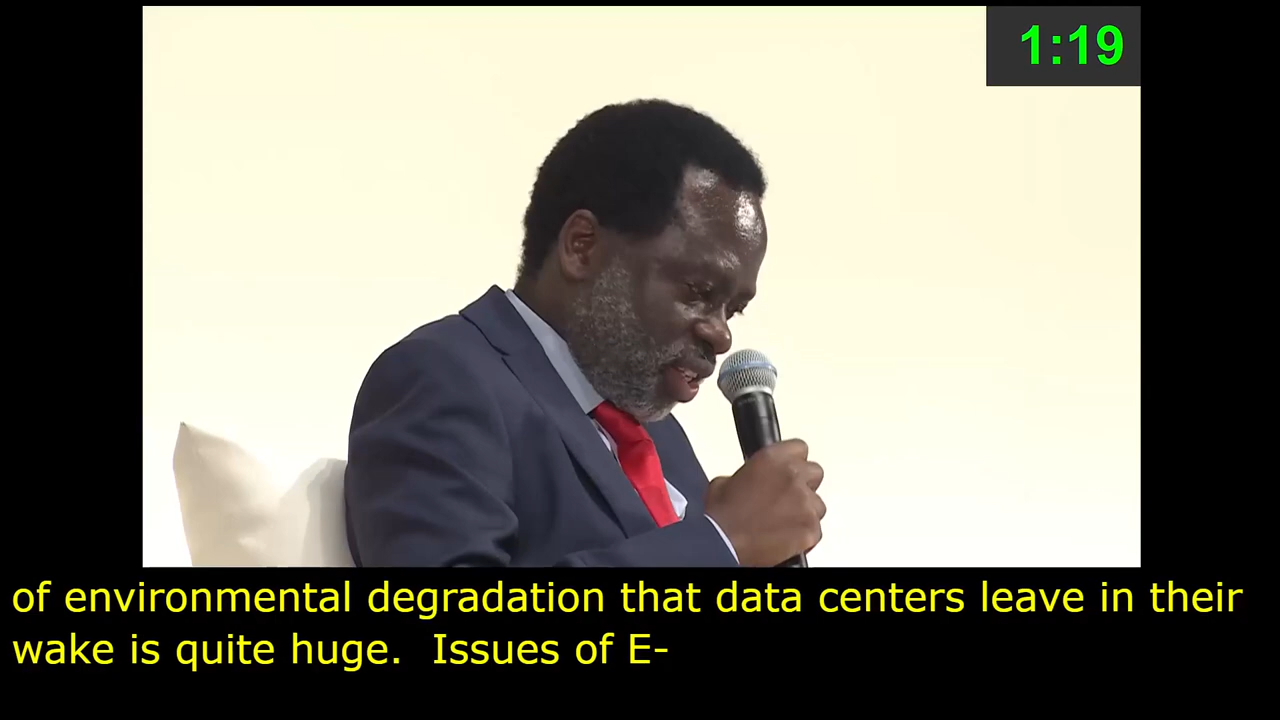 1:19
of environmental degradation that data centers leave in their
wake is quite huge.  Issues of E-